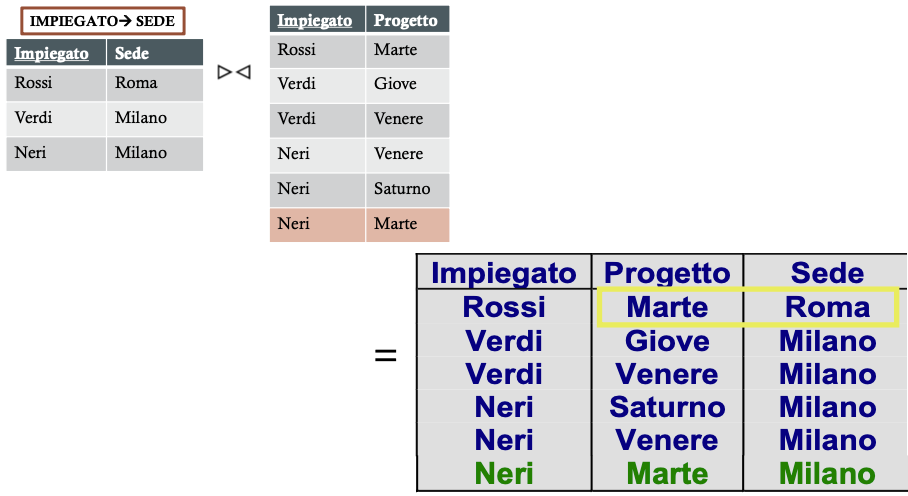 IMPIEGATO→ SEDE
Impiegato Sede
Rossi Roma
Verdi Milano
Neri Milano
Impiegato Progetto
Rossi Marte
Verdi Giove
Verdi Venere
Neri Venere
Neri Saturno
Neri Marte
=
Impiegato Progetto Sede
Rossi Marte Roma
Verdi Giove Milano
Verdi Venere Milano
Neri Saturno Milano
Neri Venere Milano
Neri Marte Milano